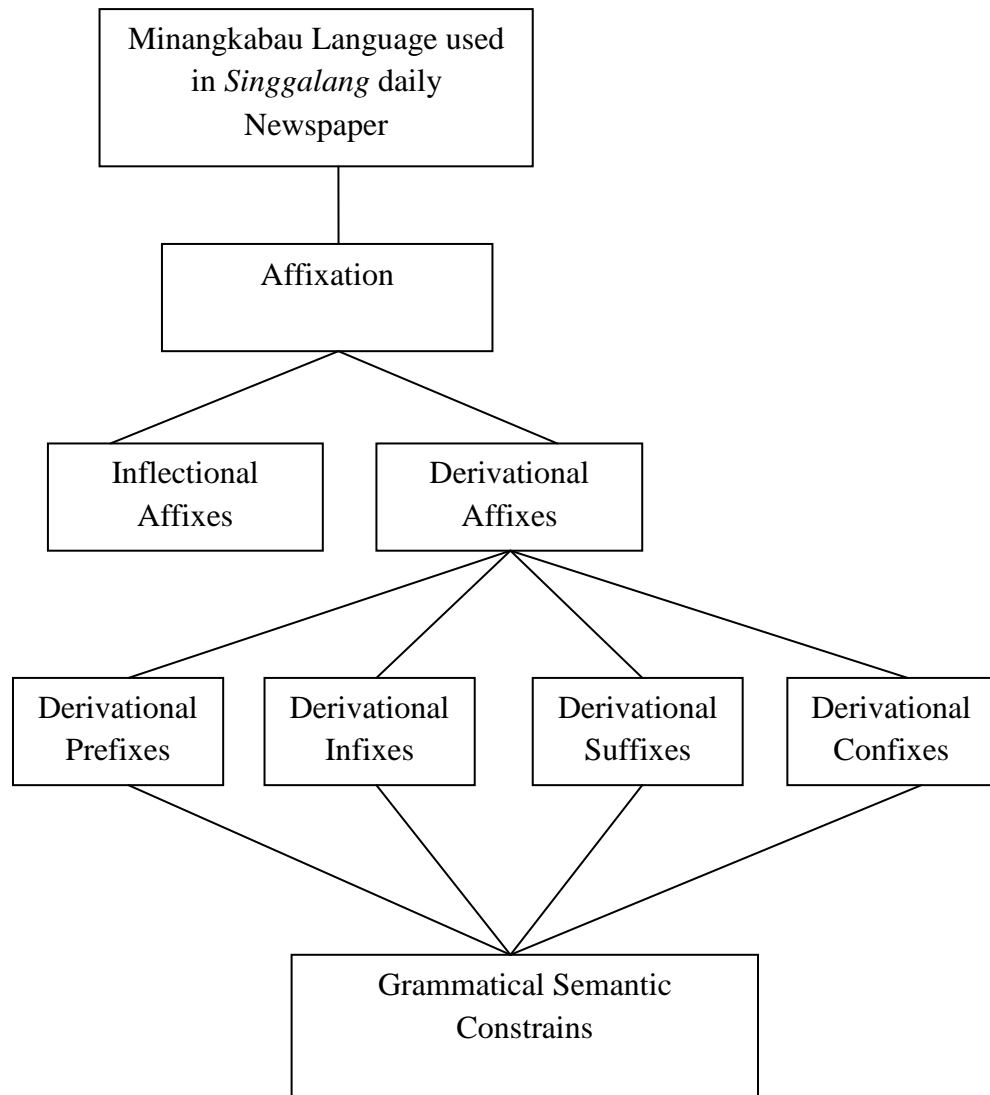 Minangkabau Language used
in Singgalang daily
Newspaper
Affixation
Inflectional
Affixes
Derivational
Affixes
Derivational
Prefixes
Derivational
Infixes
Derivational
Suffixes
Derivational
Confixes
Grammatical Semantic
Constrains